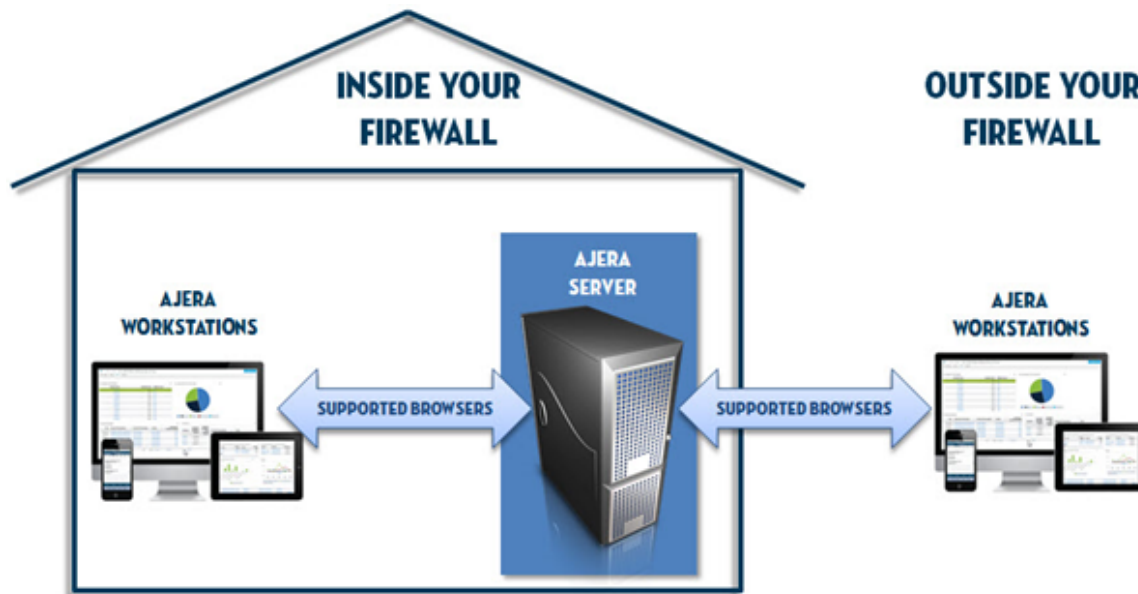 INSIDE YOUR
FIREWALL
OUTSIDE YOUR
FIREWALL
AJERA
SERVER
AJERA
WORKSTATIONS
AJERA
WORKSTATIONS
SUPPORTED BROWSERS
SUPPORTED BROWSERS